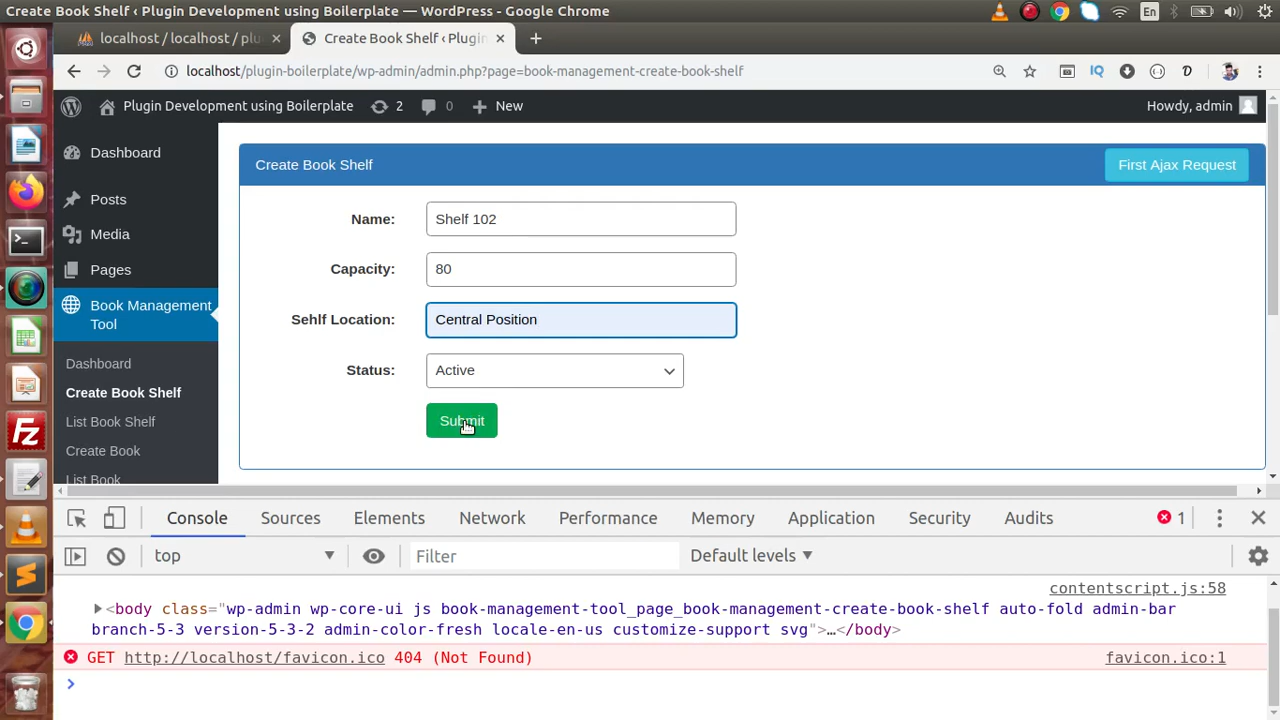 Create Book Shelf ‹ Plugin Development using Boilerplate — WordPress - Google Chrome
En
localhost / localhost / plu
Create Book Shelf ‹ Plugin
localhost/plugin-boilerplate/wp-admin/admin.php?page=book-management-create-book-shelf
IQ
Plugin Development using Boilerplate
2
0
New
Howdy, admin
Dashboard
Posts
Media
Pages
Book Management
Tool
Dashboard
Create Book Shelf
List Book Shelf
Create Book
List Book
Create Book Shelf
First Ajax Request
Name:
Shelf 102
Capacity:
80
Sehlf Location:
Central Position
Status:
Active
Submit
Console
Sources
Elements
Network
Performance
Memory
Application
Security
Audits
1
top
Filter
Default levels
contentscript.js:58
<body class="wp-admin wp-core-ui js book-management-tool_page_book-management-create-book-shelf auto-fold admin-bar
branch-5-3 version-5-3-2 admin-color-fresh locale-en-us customize-support svg">…</body>
GET http://localhost/favicon.ico 404 (Not Found)
favicon.ico:1